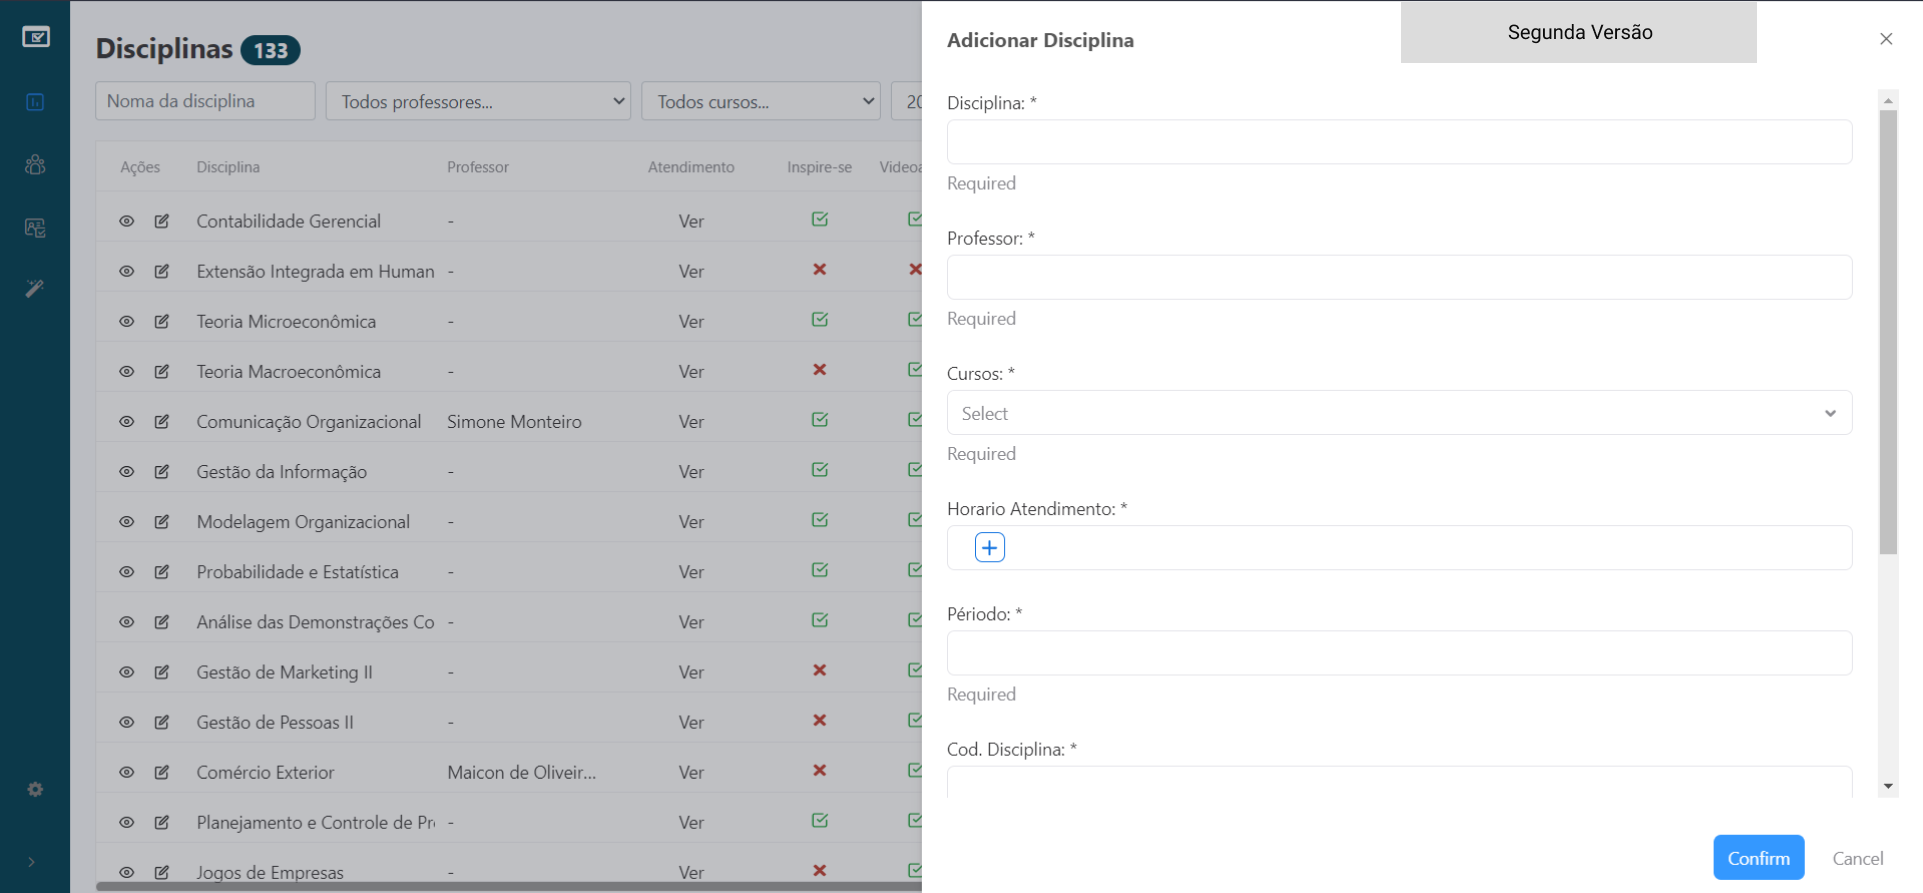 Disciplinas 133
Noma da disciplina Todos professores... Todos cursos... 20
Ações Disciplina Professor Atendimento Inspire-se Videoa
Contabilidade Gerencial - Ver
Extensão Integrada em Human - Ver
Teoria Microeconômica - Ver
Teoria Macroeconômica - Ver
Comunicação Organizacional Simone Monteiro Ver
Gestão da Informação - Ver
Modelagem Organizacional - Ver
Probabilidade e Estatística - Ver
Análise das Demonstrações Co - Ver
Gestão de Marketing II - Ver
Gestão de Pessoas II - Ver
Comércio Exterior Maicon de Oliveir... Ver
Planejamento e Controle de Pr - Ver
Jogos de Empresas - Ver
Adicionar Disciplina
Segunda Versão
Disciplina: *
Required
Professor: *
Required
Cursos: *
Select
Required
Horario Atendimento: *
Périodo: *
Required
Cod. Disciplina: *
Confirm Cancel